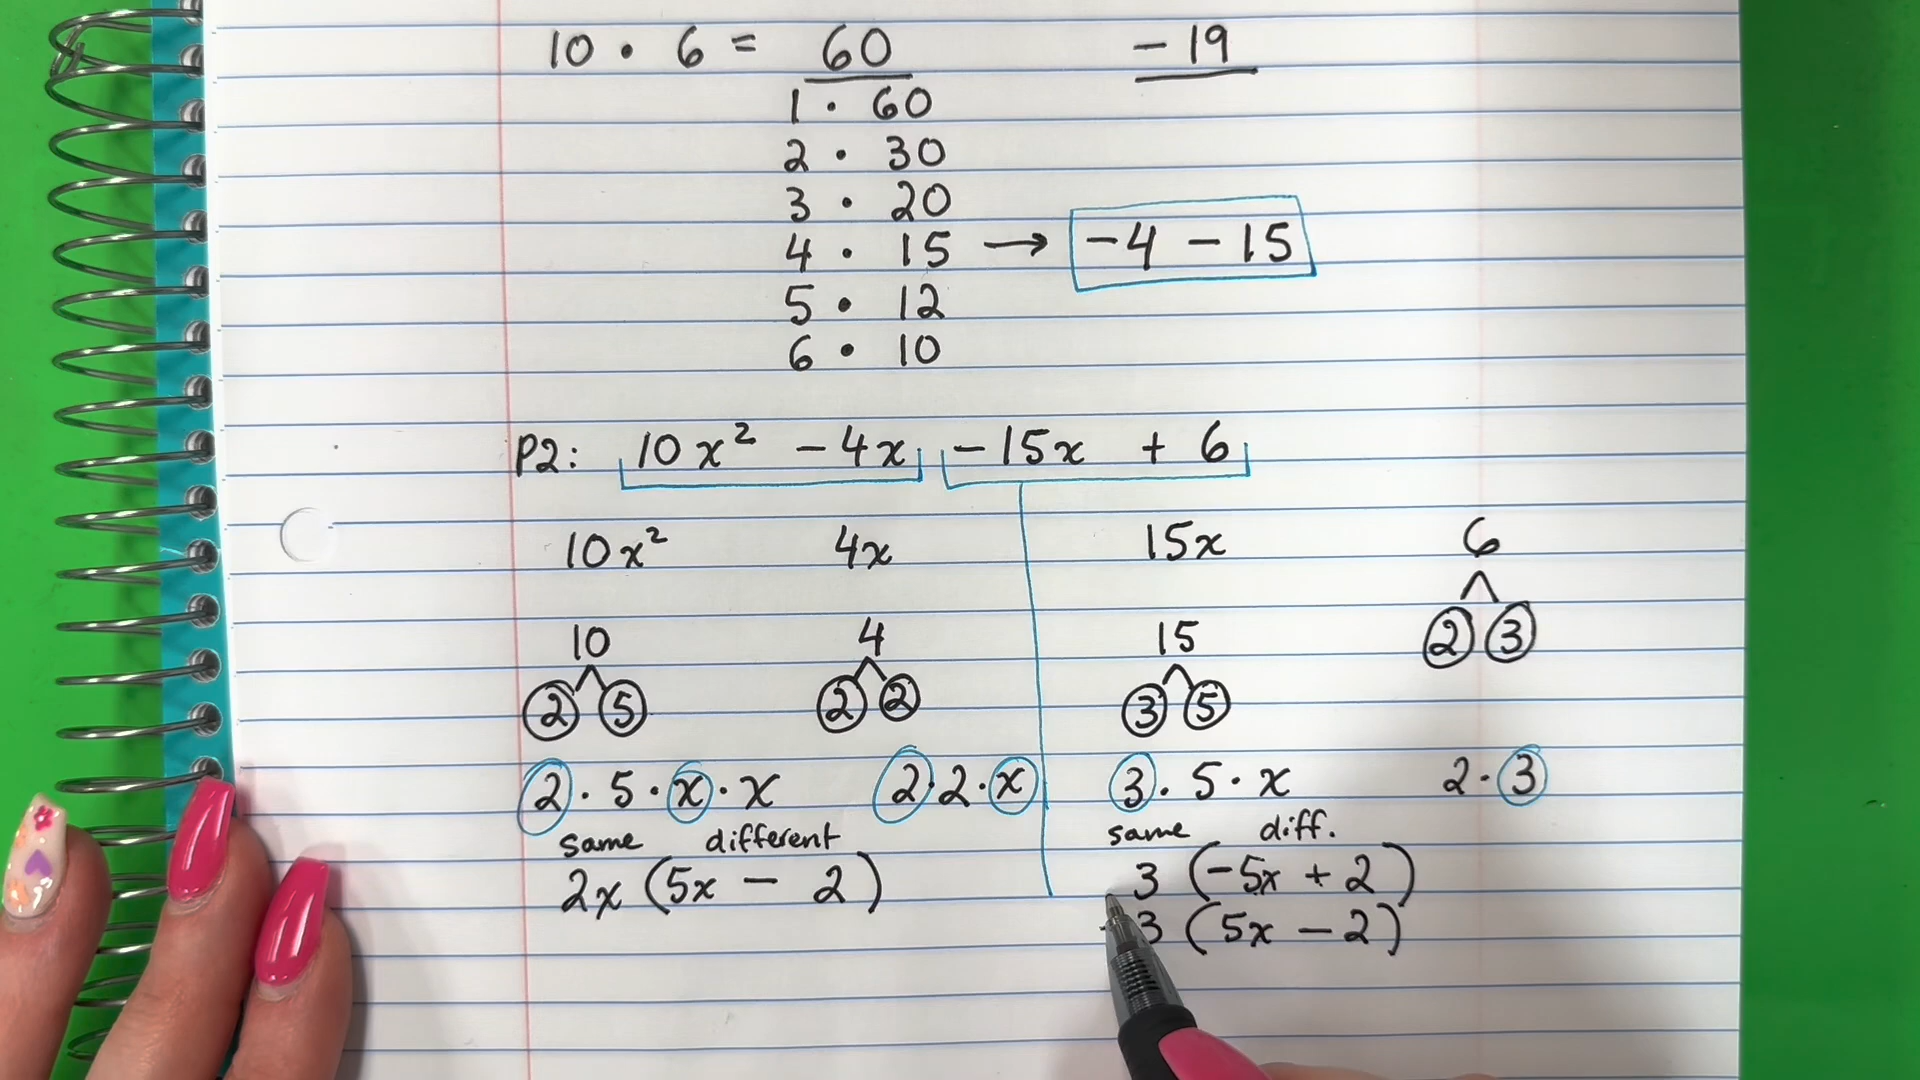 10 · 6 = 60 -19
1 · 60
2 · 30
3 · 20
4 · 15 → -4 -15
5 · 12
6 · 10
P2: 10x² -4x -15x + 6
10x² 4x 15x 6
2 3
10 4 15
2 5 2 2 3 5
2 · 5 · x · x 2 · 2 · x 3 · 5 · x 2 · 3
same different same diff.
2x (5x - 2) 3 (-5x + 2)
-3 (5x - 2)